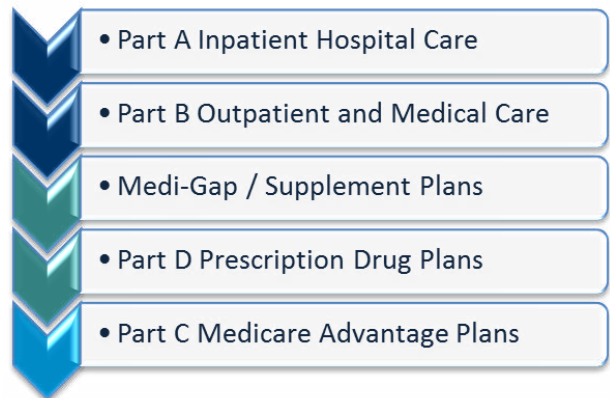 • Part A Inpatient Hospital Care
• Part B Outpatient and Medical Care
• Medi-Gap / Supplement Plans
• Part D Prescription Drug Plans
• Part C Medicare Advantage Plans